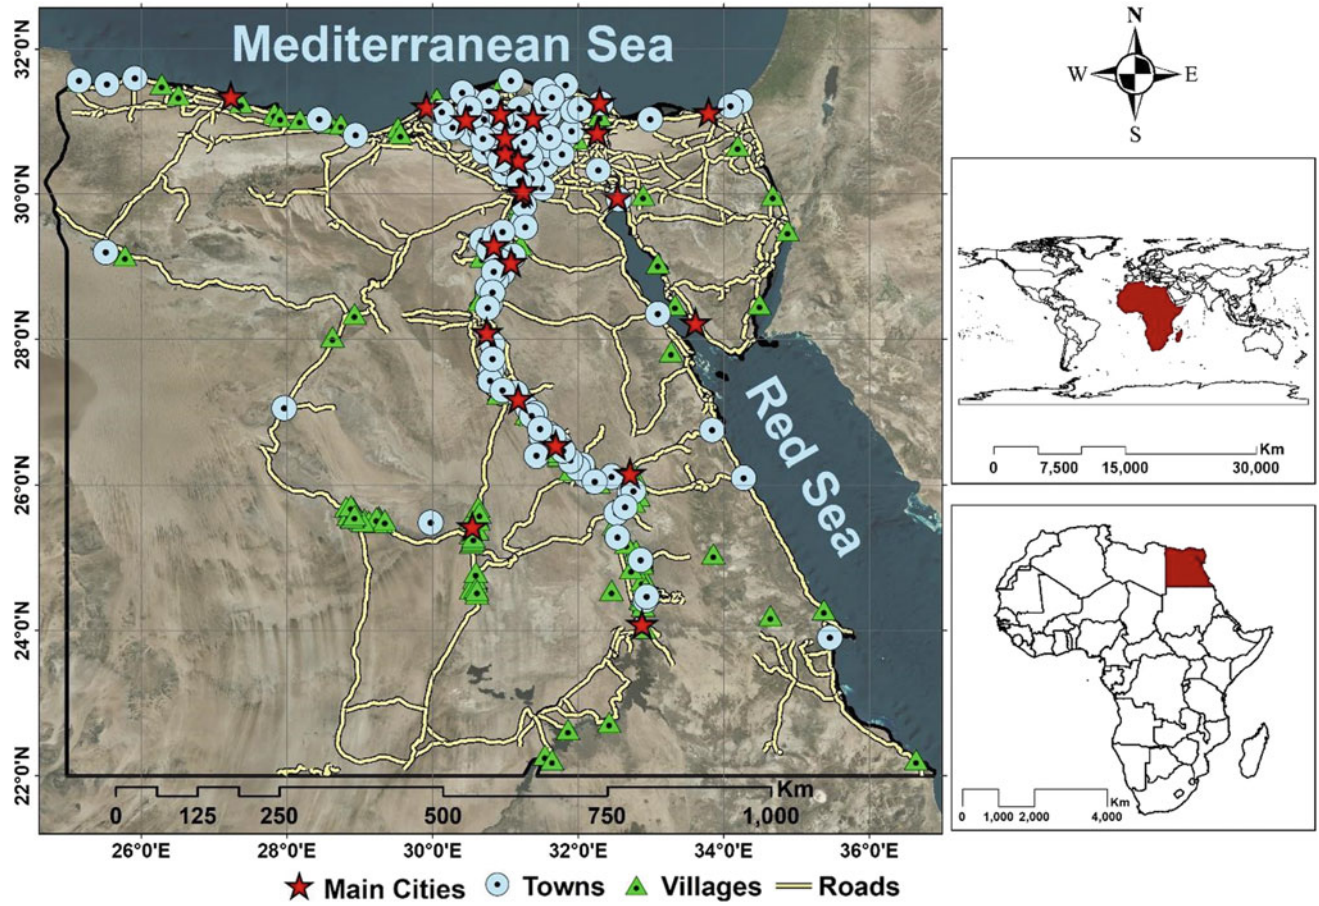 Mediterranean Sea
Red Sea
32°0'N
30°0'N
28°0'N
26°0'N
24°0'N
22°0'N
0 125 250 500 750 1,000 Km
26°0'E 28°0'E 30°0'E 32°0'E 34°0'E 36°0'E
Main Cities Towns Villages Roads
N
W E
S
Km
0 7,500 15,000 30,000
Km
0 1,000 2,000 4,000